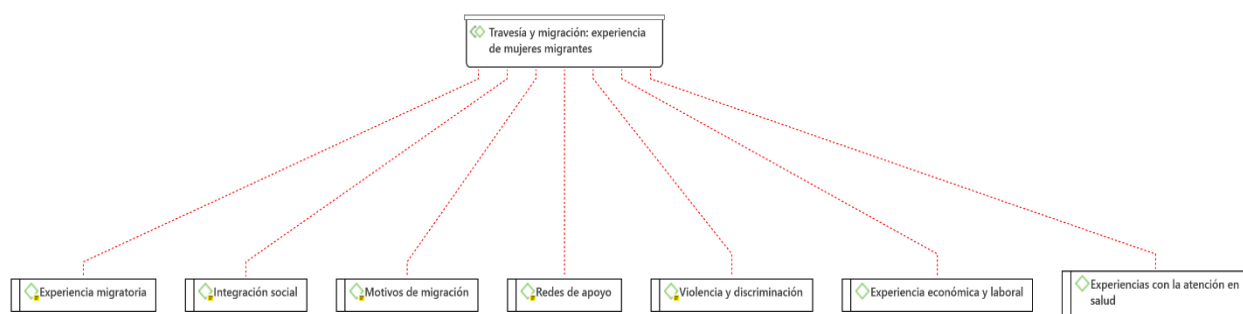 Travesía y migración: experiencia
de mujeres migrantes
Experiencia migratoria
Integración social
Motivos de migración
Redes de apoyo
Violencia y discriminación
Experiencia económica y laboral
Experiencias con la atención en
salud